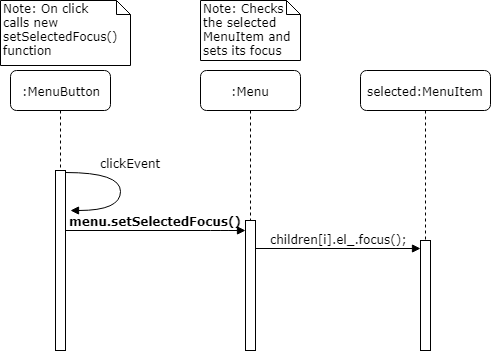 Note: On click
calls new
setSelectedFocus()
function
Note: Checks
the selected
MenuItem and
sets its focus
:MenuButton
:Menu
selected:MenuItem
clickEvent
menu.setSelectedFocus()
children[i].el_.focus();